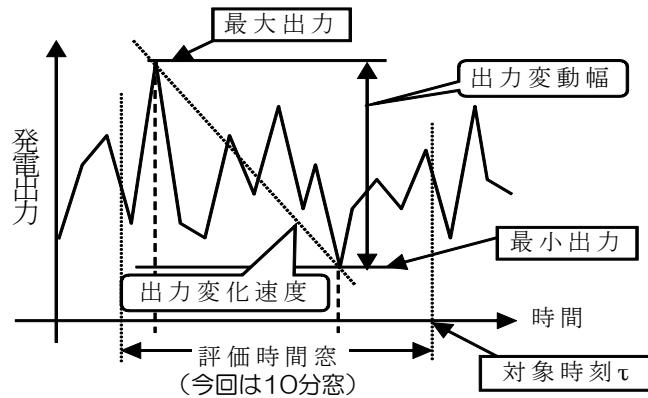 最大出力
出力変動幅
発電出力
最小出力
出力変化速度
時間
評価時間窓
（今回は10分窓）
対象時刻τ